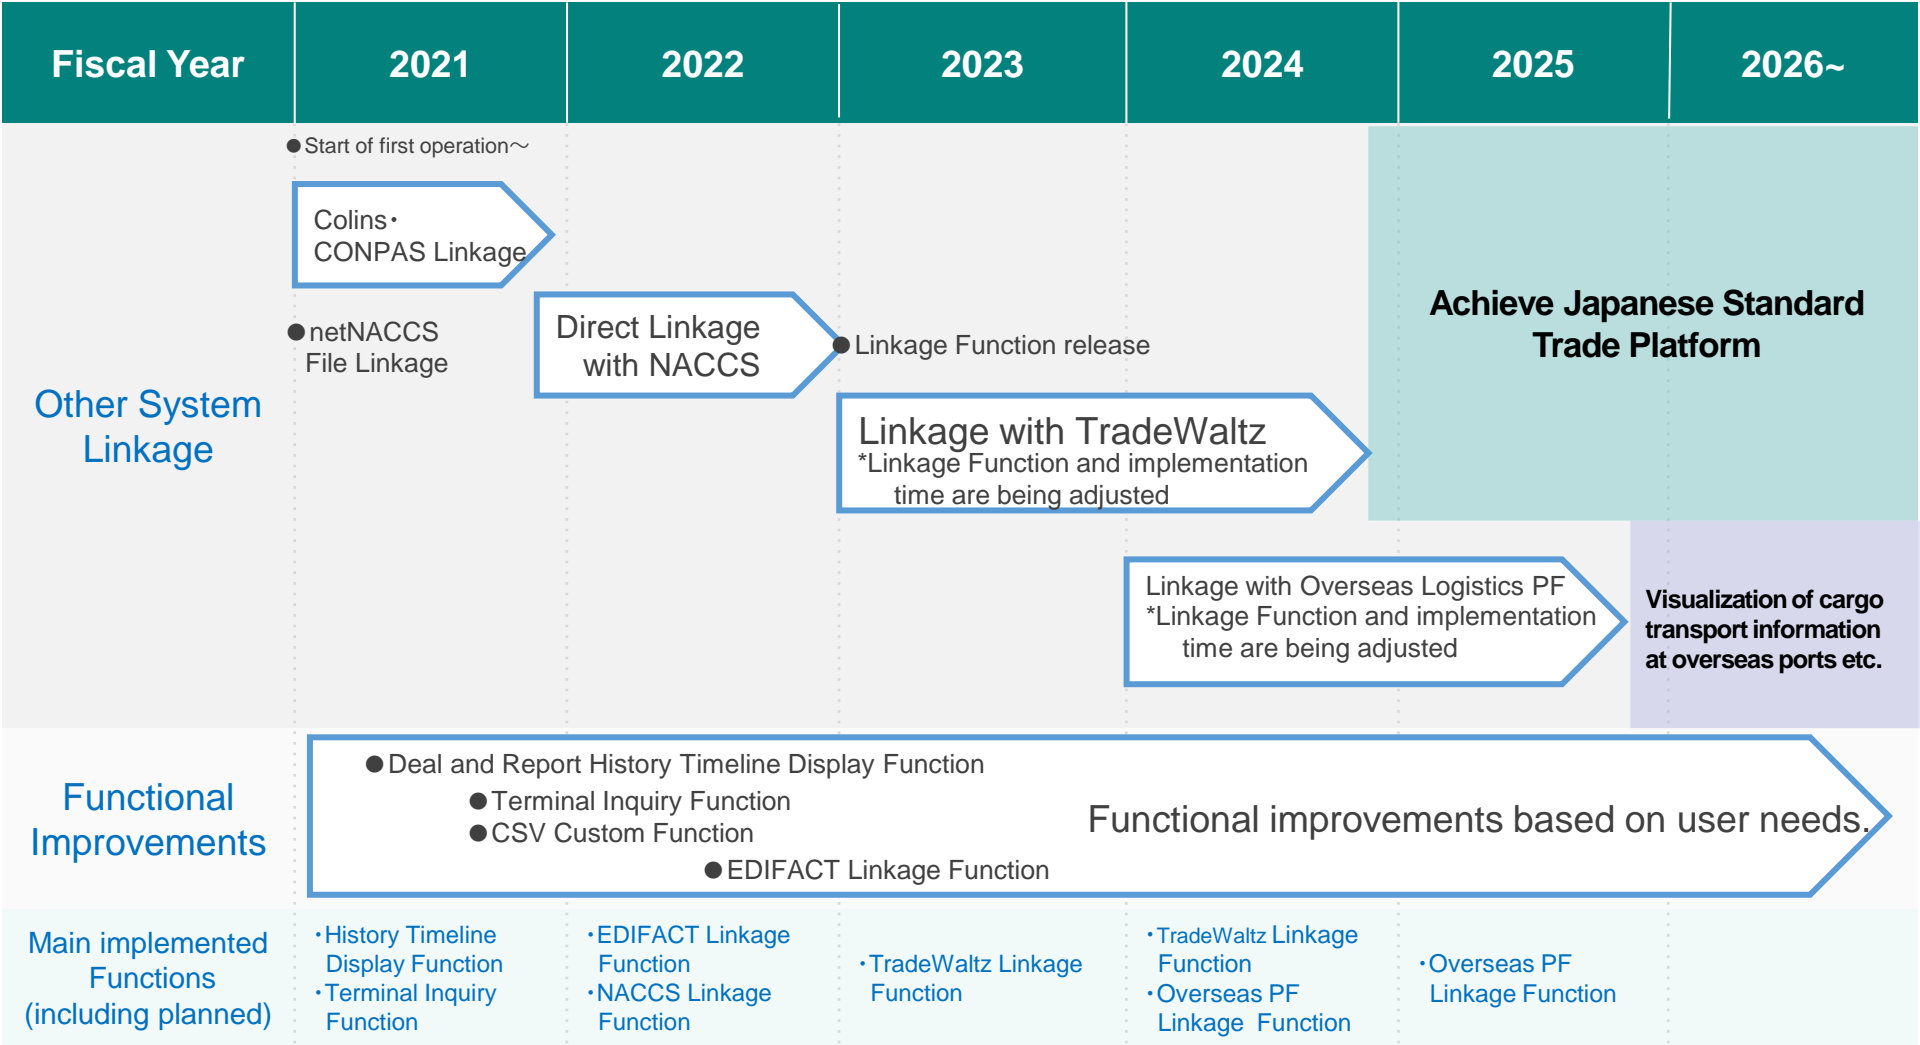 Fiscal Year
2021
2022
2023
2024
2025
2026~
Other System
Linkage
●Start of first operation～
Colins・
CONPAS Linkage
●netNACCS
File Linkage
Direct Linkage
with NACCS
●Linkage Function release
Linkage with TradeWaltz
*Linkage Function and implementation
time are being adjusted
Linkage with Overseas Logistics PF
*Linkage Function and implementation
time are being adjusted
Achieve Japanese Standard
Trade Platform
Visualization of cargo
transport information
at overseas ports etc.
Functional
Improvements
●Deal and Report History Timeline Display Function
●Terminal Inquiry Function
●CSV Custom Function
●EDIFACT Linkage Function
Functional improvements based on user needs.
Main implemented
Functions
(including planned)
・History Timeline
Display Function
・Terminal Inquiry
Function
・EDIFACT Linkage
Function
・NACCS Linkage
Function
・TradeWaltz Linkage
Function
・TradeWaltz Linkage
Function
・Overseas PF
Linkage Function
・Overseas PF
Linkage Function